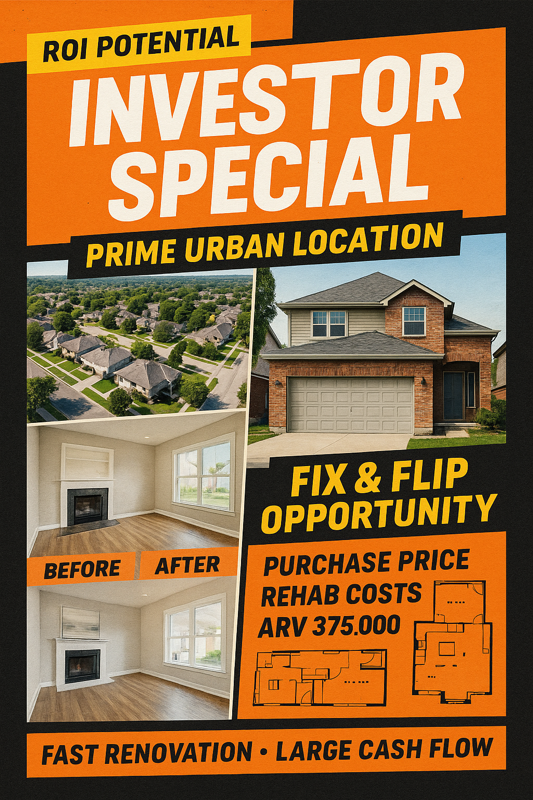 ROI POTENTIAL
INVESTOR
SPECIAL
PRIME URBAN LOCATION
BEFORE
AFTER
FIX & FLIP
OPPORTUNITY
PURCHASE PRICE
REHAB COSTS
ARV 375.000
FAST RENOVATION • LARGE CASH FLOW